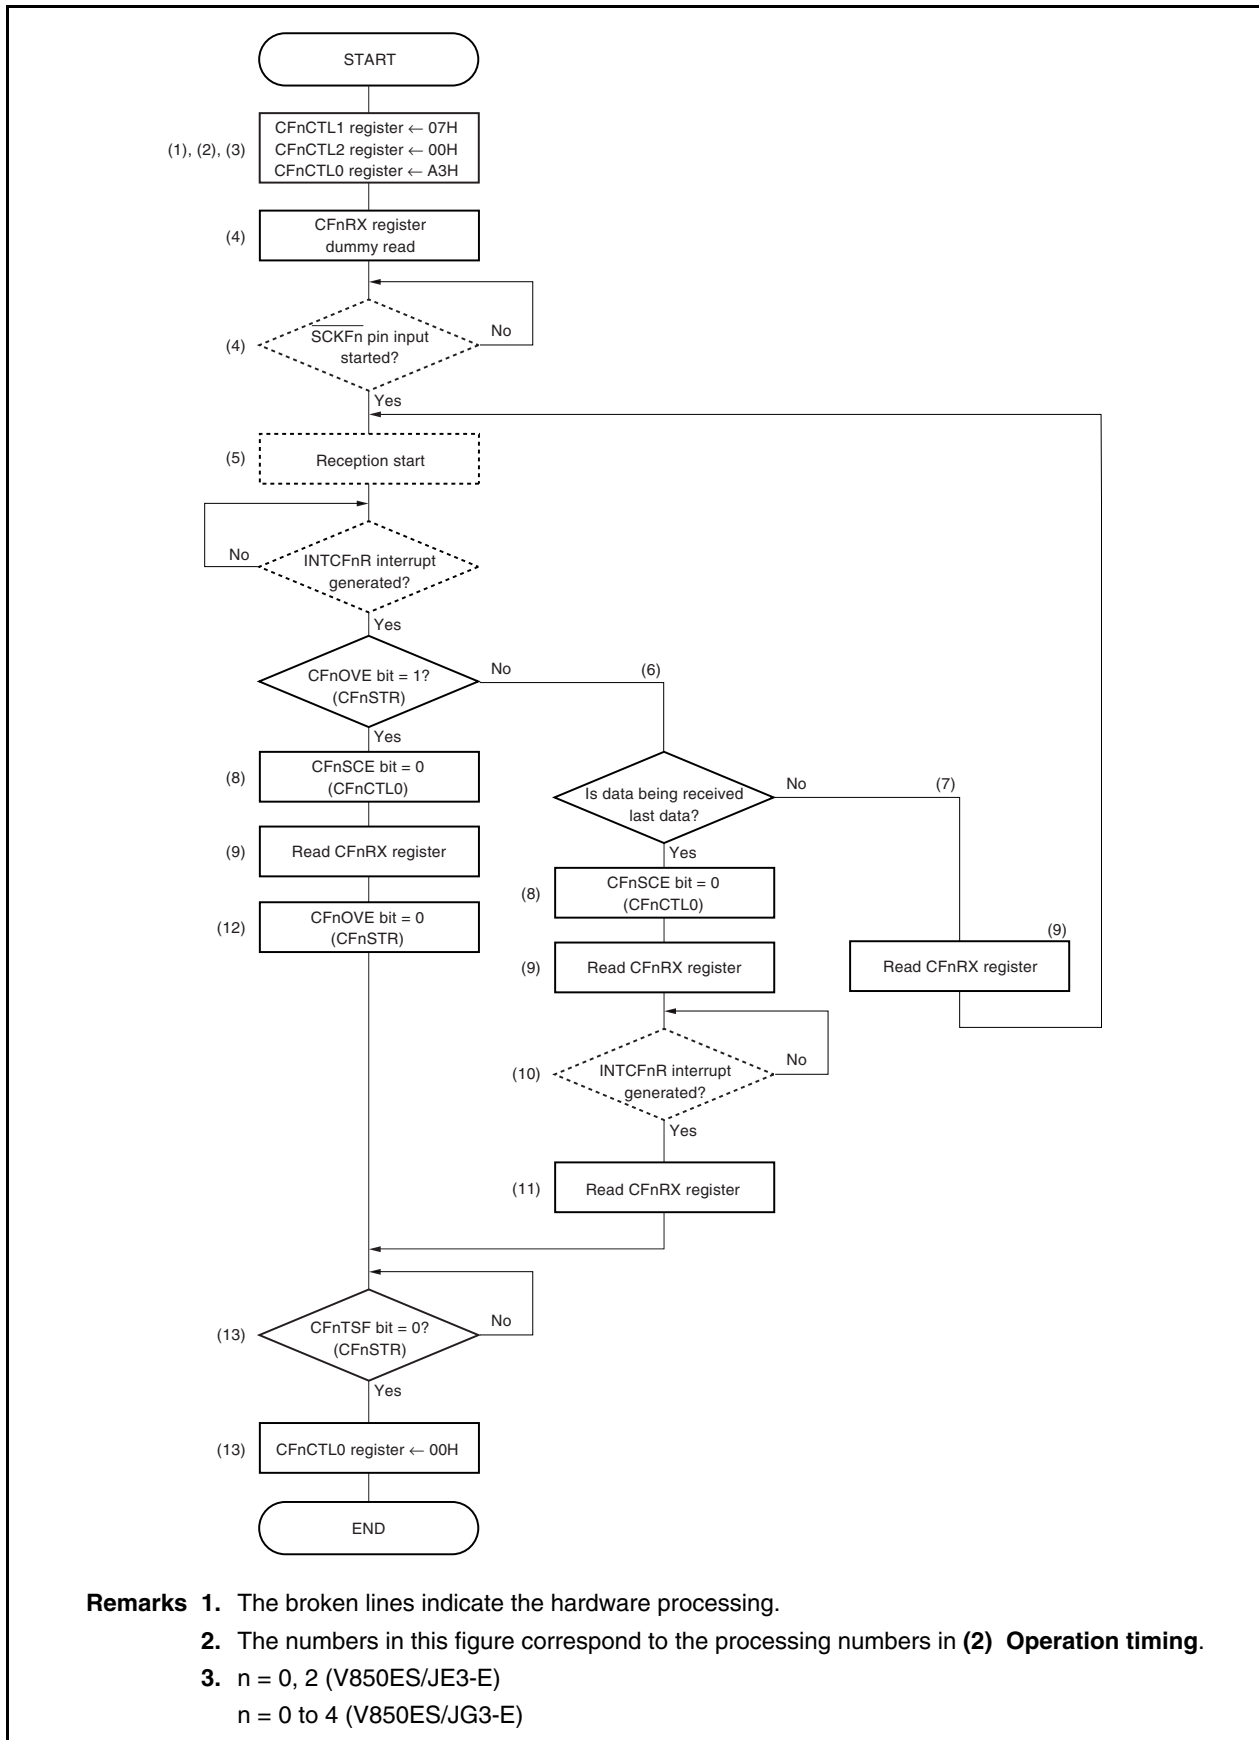 START
(1), (2), (3)
CFnCTL1 register ← 07H
CFnCTL2 register ← 00H
CFnCTL0 register ← A3H
(4)
CFnRX register
dummy read
(4)
SCKFn pin input
started?
No
Yes
(5)
Reception start
No
INTCFnR interrupt
generated?
Yes
CFnOVE bit = 1?
(CFnSTR)
No
(6)
Yes
(8)
CFnSCE bit = 0
(CFnCTL0)
Is data being received
last data?
No
(7)
Yes
(9)
Read CFnRX register
(8)
CFnSCE bit = 0
(CFnCTL0)
(12)
CFnOVE bit = 0
(CFnSTR)
(9)
Read CFnRX register
(9)
Read CFnRX register
(10)
INTCFnR interrupt
generated?
No
Yes
(11)
Read CFnRX register
(13)
CFnTSF bit = 0?
(CFnSTR)
No
Yes
(13)
CFnCTL0 register ← 00H
END
Remarks 1. The broken lines indicate the hardware processing.
2. The numbers in this figure correspond to the processing numbers in (2) Operation timing.
3. n = 0, 2 (V850ES/JE3-E)
n = 0 to 4 (V850ES/JG3-E)